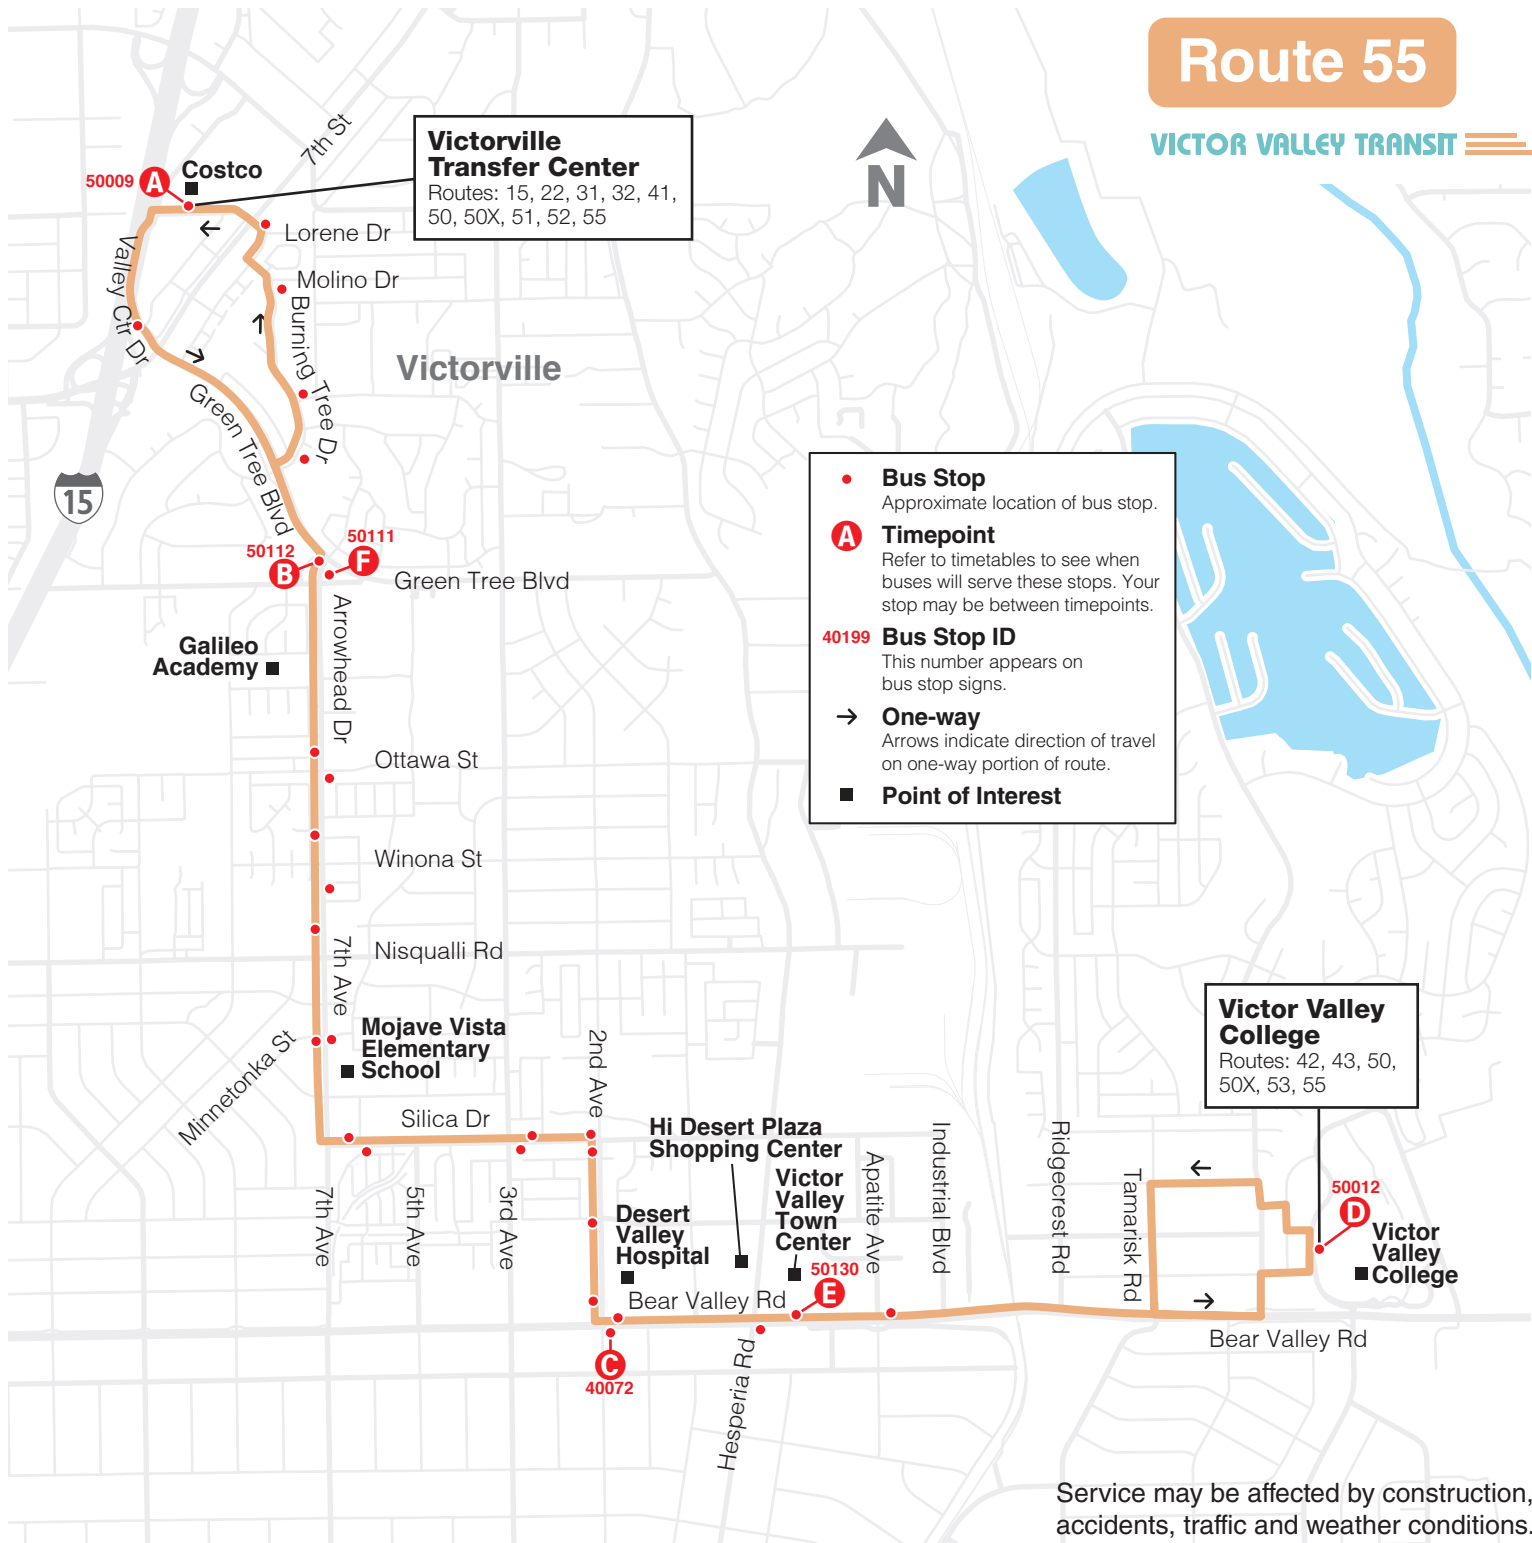 Route 55
VICTOR VALLEY TRANSIT
N
Victorville
Transfer Center
Routes: 15, 22, 31, 32, 41,
50, 50X, 51, 52, 55
7th St
Costco
50009
A
Lorene Dr
Molino Dr
Valley Ctr Dr
Burning Tree Dr
Victorville
Green Tree Blvd
15
50112
B
50111
F
Green Tree Blvd
Arrowhead Dr
Galileo
Academy
Ottawa St
Winona St
7th Ave
Nisqualli Rd
Minnetonka St
Mojave Vista
Elementary
School
Silica Dr
2nd Ave
7th Ave
5th Ave
3rd Ave
Bus Stop
Approximate location of bus stop.
A
Timepoint
Refer to timetables to see when
buses will serve these stops. Your
stop may be between timepoints.
40199
Bus Stop ID
This number appears on
bus stop signs.
One-way
Arrows indicate direction of travel
on one-way portion of route.
Point of Interest
Hi Desert Plaza
Shopping Center
Victor
Valley
Town
Center
Desert
Valley
Hospital
Apatite Ave
Industrial Blvd
Ridgecrest Rd
Tamarisk Rd
Victor Valley
College
Routes: 42, 43, 50,
50X, 53, 55
50012
D
Victor
Valley
College
50130
E
Bear Valley Rd
Bear Valley Rd
C
40072
Hesperia Rd
Service may be affected by construction,
accidents, traffic and weather conditions.